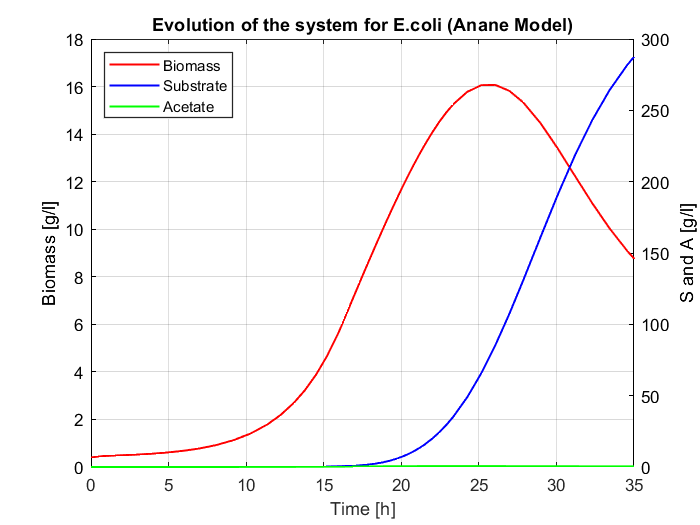 Evolution of the system for E.coli (Anane Model)
18
16
14
12
10
8
6
4
2
0
Biomass [g/l]
Biomass
Substrate
Acetate
300
250
200
150
100
50
0
S and A [g/l]
0 5 10 15 20 25 30 35
Time [h]